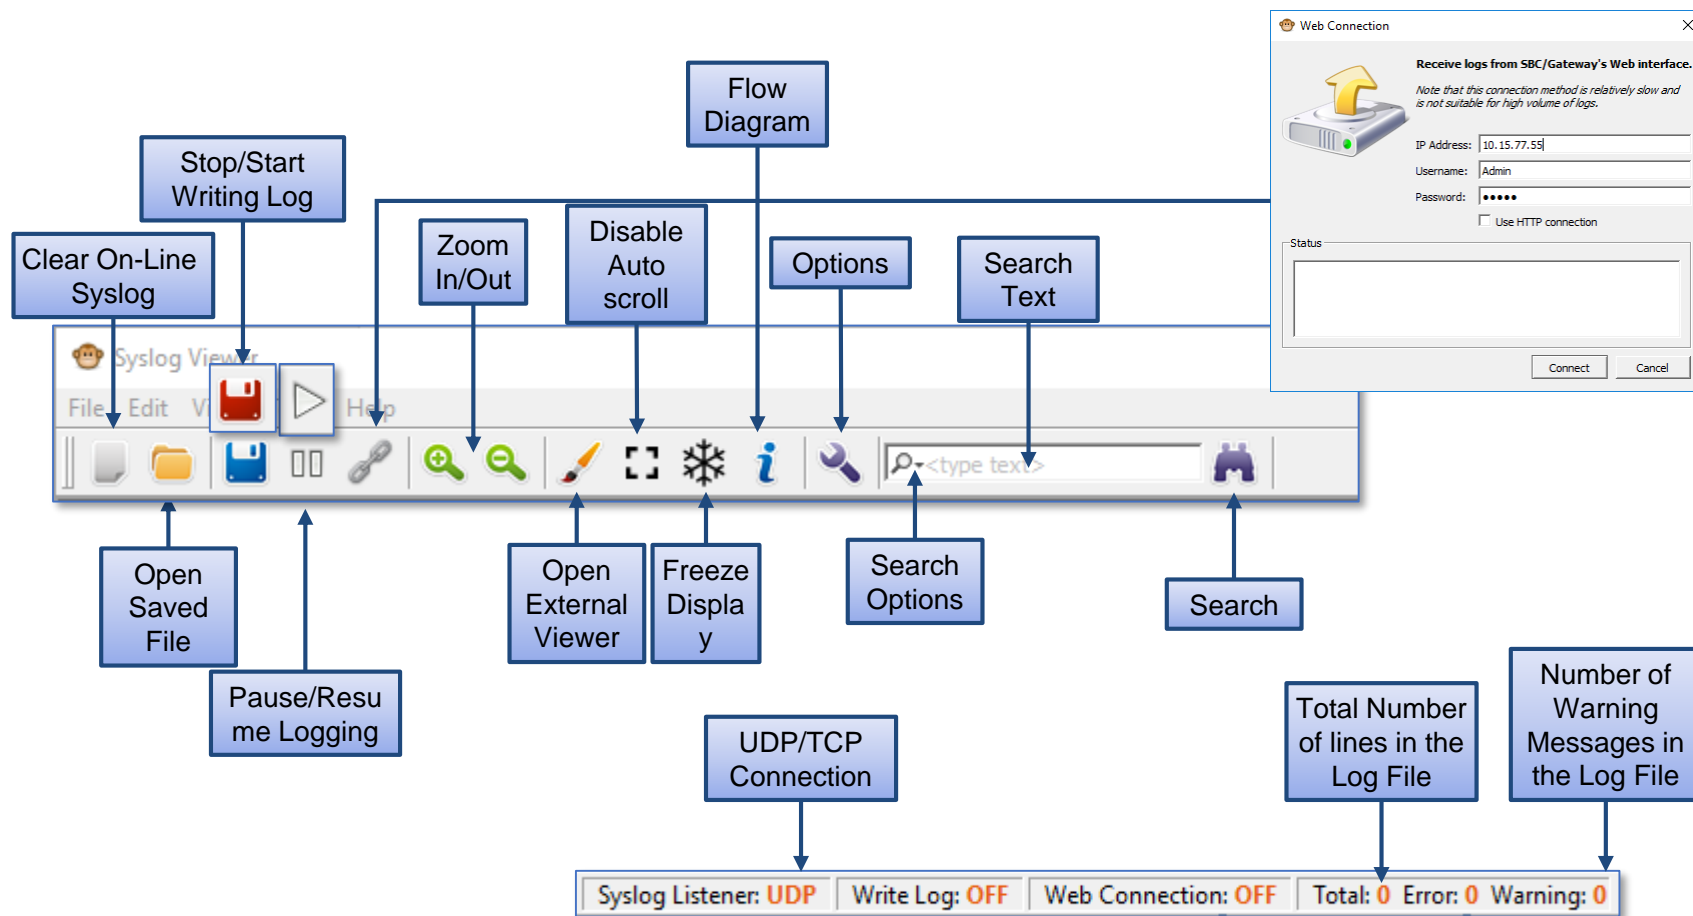 Web Connection
Receive logs from SBC/Gateway's Web interface.
Note that this connection method is relatively slow and
is not suitable for high volume of logs.
IP Address: 10.15.77.55
Username: Admin
Password: •••••
Use HTTP connection
Status
Connect
Cancel
Flow
Diagram
Stop/Start
Writing Log
Clear On-Line
Syslog
Zoom
In/Out
Disable
Auto
scroll
Options
Search
Text
Syslog Viewer
File Edit Help
<type text>
Open
Saved
File
Pause/Resu
me Logging
Open
External
Viewer
Freeze
Displa
y
Search
Options
Search
UDP/TCP
Connection
Total Number
of lines in the
Log File
Number of
Warning
Messages in
the Log File
Syslog Listener: UDP Write Log: OFF Web Connection: OFF Total: 0 Error: 0 Warning: 0